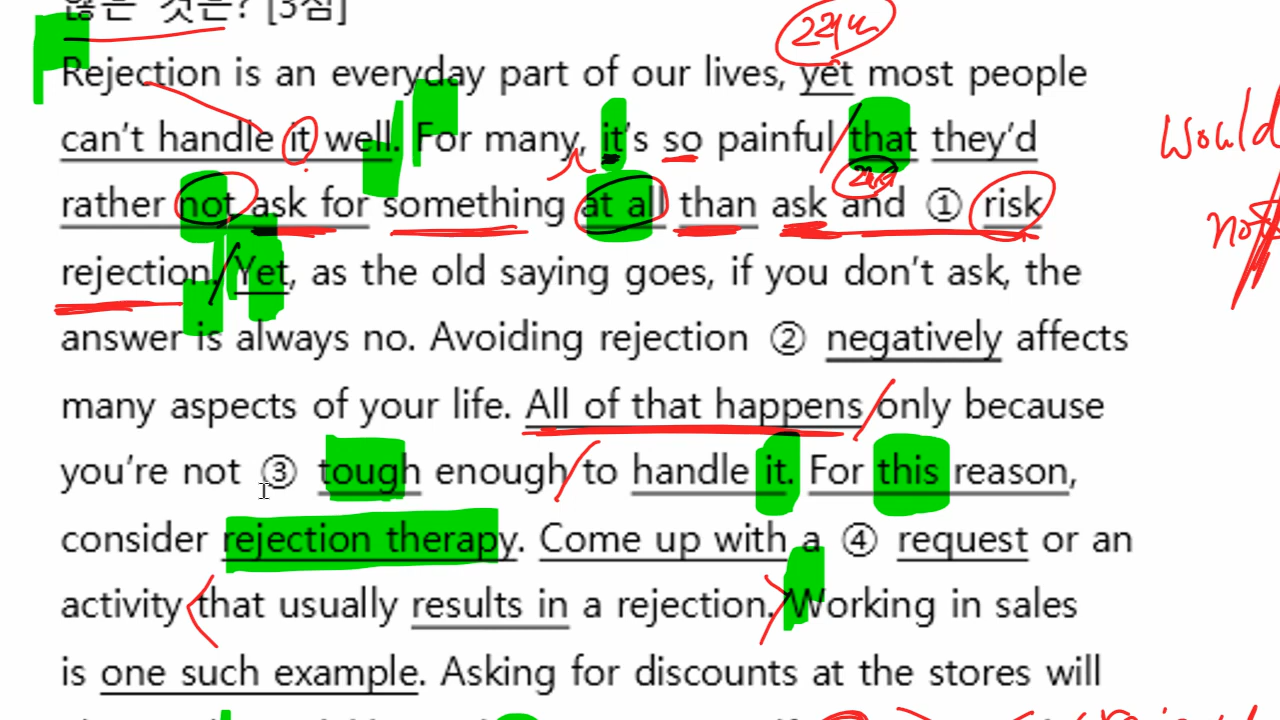 않은 것은? [3점]
Rejection is an everyday part of our lives, yet most people
can't handle it well. For many, it's so painful that they'd
rather not ask for something at all than ask and ① risk
rejection. Yet, as the old saying goes, if you don't ask, the
answer is always no. Avoiding rejection ② negatively affects
many aspects of your life. All of that happens only because
you're not ③ tough enough to handle it. For this reason,
consider rejection therapy. Come up with a ④ request or an
activity that usually results in a rejection. Working in sales
is one such example. Asking for discounts at the stores will
Would
not